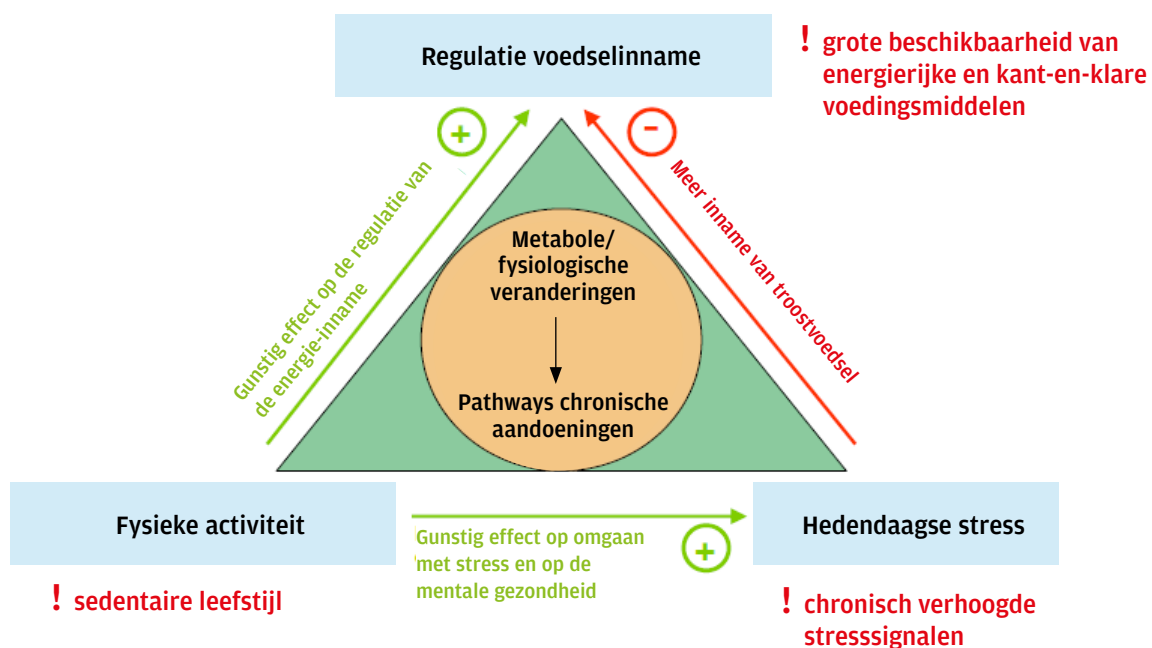 Regulatie voedselinname
! grote beschikbaarheid van
energierijke en kant-en-klare
voedingsmiddelen
+
−
Gunstig effect op de regulatie van
de energie-inname
Meer inname van troostvoedsel
Metabole/
fysiologische
veranderingen
Pathways chronische
aandoeningen
Fysieke activiteit
Gunstig effect op omgaan
met stress en op de
mentale gezondheid
+
Hedendaagse stress
! sedentaire leefstijl
! chronisch verhoogde
stresssignalen